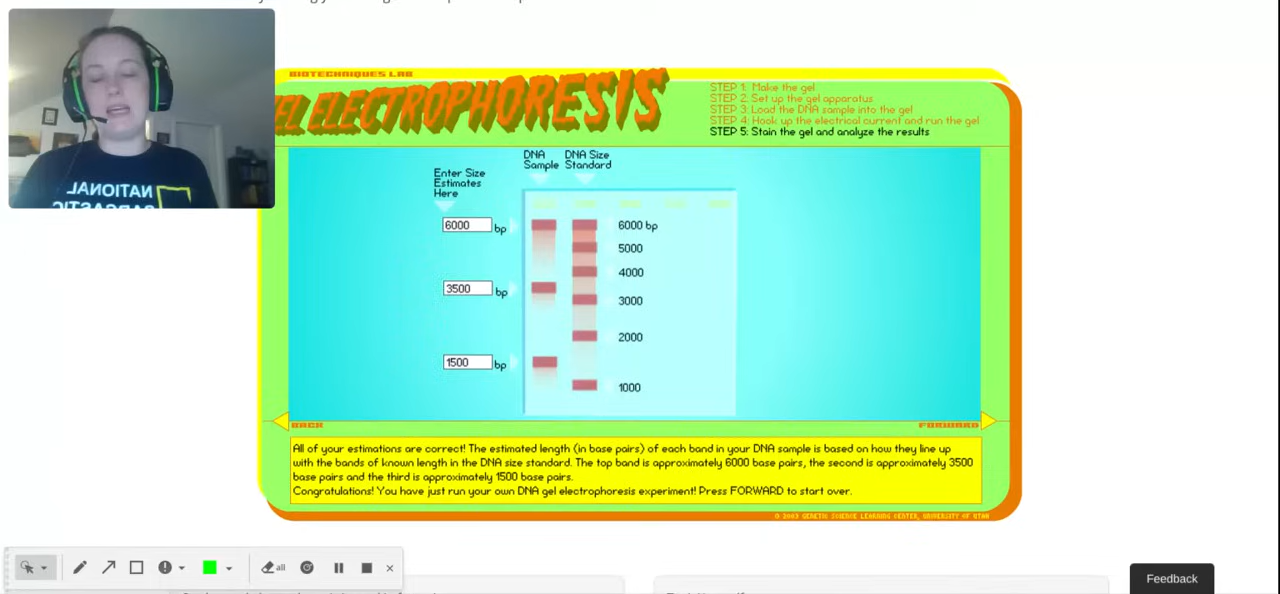 BIOTECHNIQUES LAB
GEL ELECTROPHORESIS
STEP 1: Make the gel
STEP 2: Set up the gel apparatus
STEP 3: Load the DNA sample into the gel
STEP 4: Hook up the electrical current and run the gel
STEP 5: Stain the gel and analyze the results
NATIONAL
SARCASTIC
Enter Size
Estimates
Here
DNA
Sample
DNA Size
Standard
6000 bp
3500 bp
1500 bp
6000 bp
5000
4000
3000
2000
1000
BACK
FORWARD
All of your estimations are correct! The estimated length (in base pairs) of each band in your DNA sample is based on how they line up
with the bands of known length in the DNA size standard. The top band is approximately 6000 base pairs, the second is approximately 3500
base pairs and the third is approximately 1500 base pairs.
Congratulations! You have just run your own DNA gel electrophoresis experiment! Press FORWARD to start over.
© 2003 GENETIC SCIENCE LEARNING CENTER, UNIVERSITY OF UTAH
all
Feedback